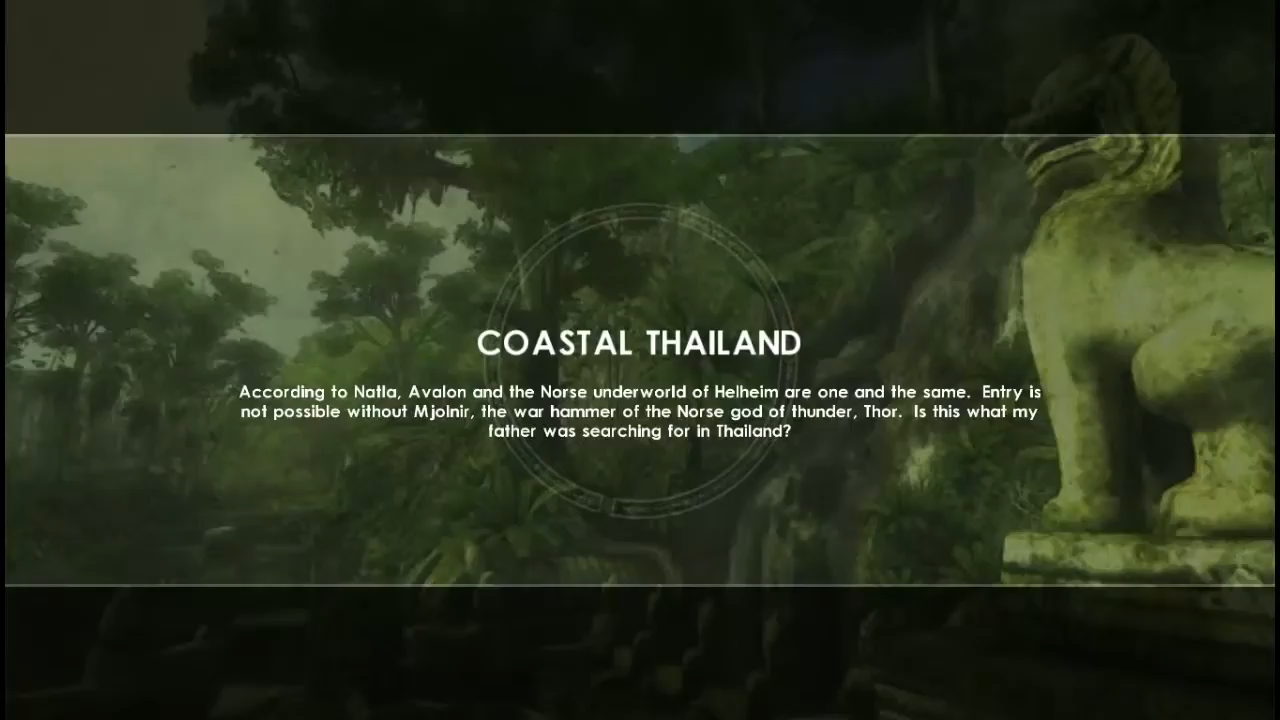 COASTAL THAILAND
According to Natla, Avalon and the Norse underworld of Helheim are one and the same.  Entry is
not possible without Mjolnir, the war hammer of the Norse god of thunder, Thor.  Is this what my
father was searching for in Thailand?